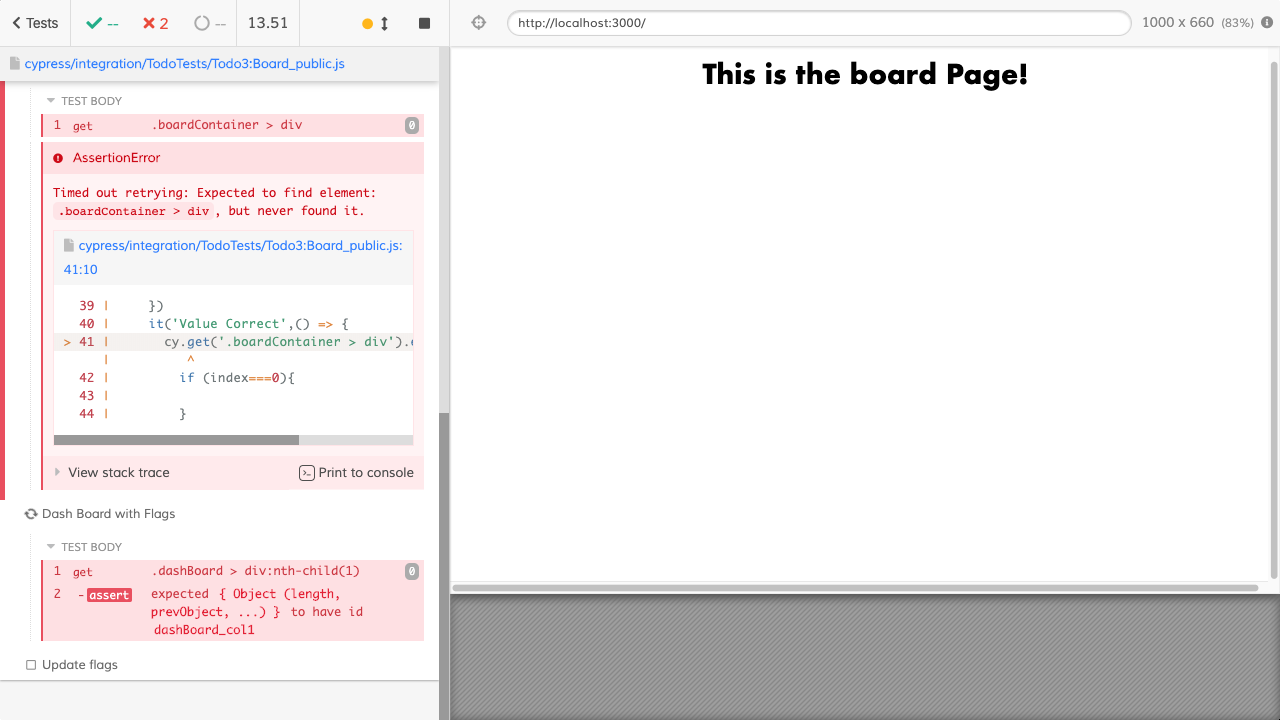 Tests
--
2
--
13.51
http://localhost:3000/
1000 x 660 (83%)
cypress/integration/TodoTests/Todo3:Board_public.js
This is the board Page!
TEST BODY
1 get .boardContainer > div 0
AssertionError
Timed out retrying: Expected to find element:
.boardContainer > div, but never found it.
cypress/integration/TodoTests/Todo3:Board_public.js:
41:10
39 | })
40 | it('Value Correct',() => {
> 41 | cy.get('.boardContainer > div').
| ^
42 | if (index===0){
43 |
44 | }
View stack trace
Print to console
Dash Board with Flags
TEST BODY
1 get .dashBoard > div:nth-child(1) 0
2 -assert expected { Object (length,
prevObject, ...) } to have id
dashBoard_col1
Update flags